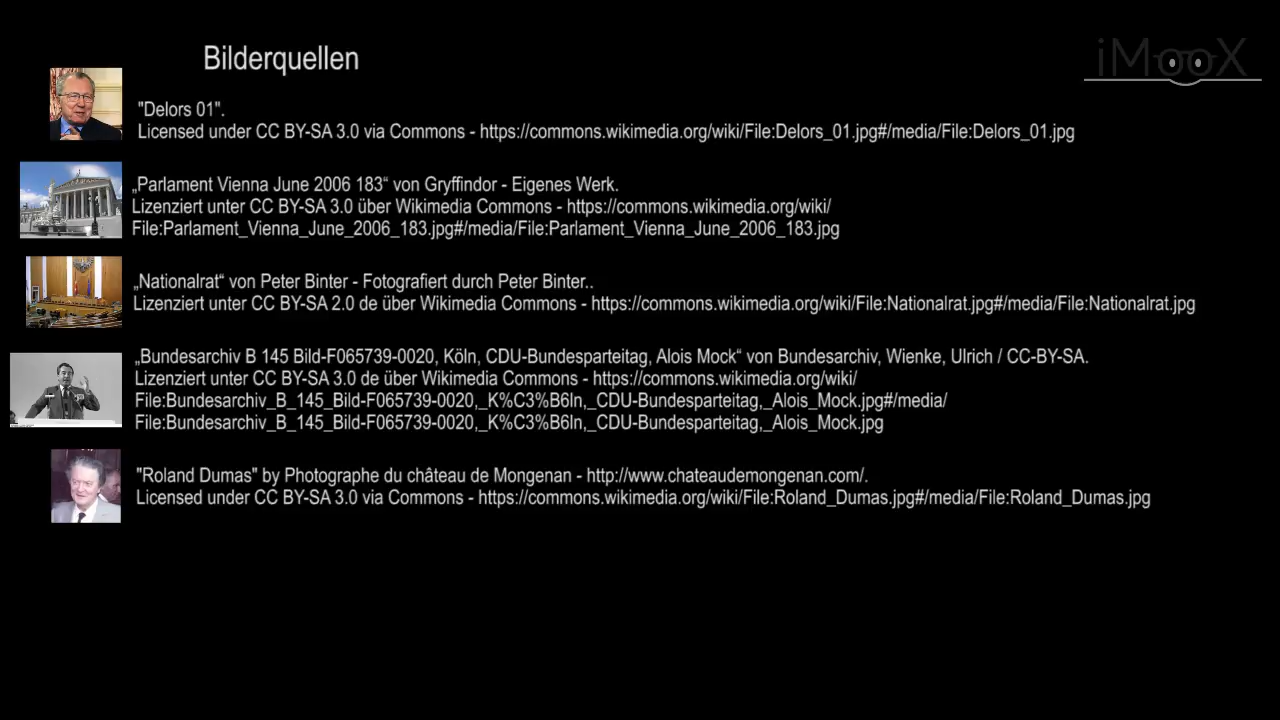 Bilderquellen
iMooX
"Delors 01".
Licensed under CC BY-SA 3.0 via Commons - https://commons.wikimedia.org/wiki/File:Delors_01.jpg#/media/File:Delors_01.jpg
„Parlament Vienna June 2006 183“ von Gryffindor - Eigenes Werk.
Lizenziert unter CC BY-SA 3.0 über Wikimedia Commons - https://commons.wikimedia.org/wiki/
File:Parlament_Vienna_June_2006_183.jpg#/media/File:Parlament_Vienna_June_2006_183.jpg
„Nationalrat“ von Peter Binter - Fotografiert durch Peter Binter..
Lizenziert unter CC BY-SA 2.0 de über Wikimedia Commons - https://commons.wikimedia.org/wiki/File:Nationalrat.jpg#/media/File:Nationalrat.jpg
„Bundesarchiv B 145 Bild-F065739-0020, Köln, CDU-Bundesparteitag, Alois Mock“ von Bundesarchiv, Wienke, Ulrich / CC-BY-SA.
Lizenziert unter CC BY-SA 3.0 de über Wikimedia Commons - https://commons.wikimedia.org/wiki/
File:Bundesarchiv_B_145_Bild-F065739-0020,_K%C3%B6ln,_CDU-Bundesparteitag,_Alois_Mock.jpg#/media/
File:Bundesarchiv_B_145_Bild-F065739-0020,_K%C3%B6ln,_CDU-Bundesparteitag,_Alois_Mock.jpg
"Roland Dumas" by Photographe du château de Mongenan - http://www.chateaudemongenan.com/.
Licensed under CC BY-SA 3.0 via Commons - https://commons.wikimedia.org/wiki/File:Roland_Dumas.jpg#/media/File:Roland_Dumas.jpg